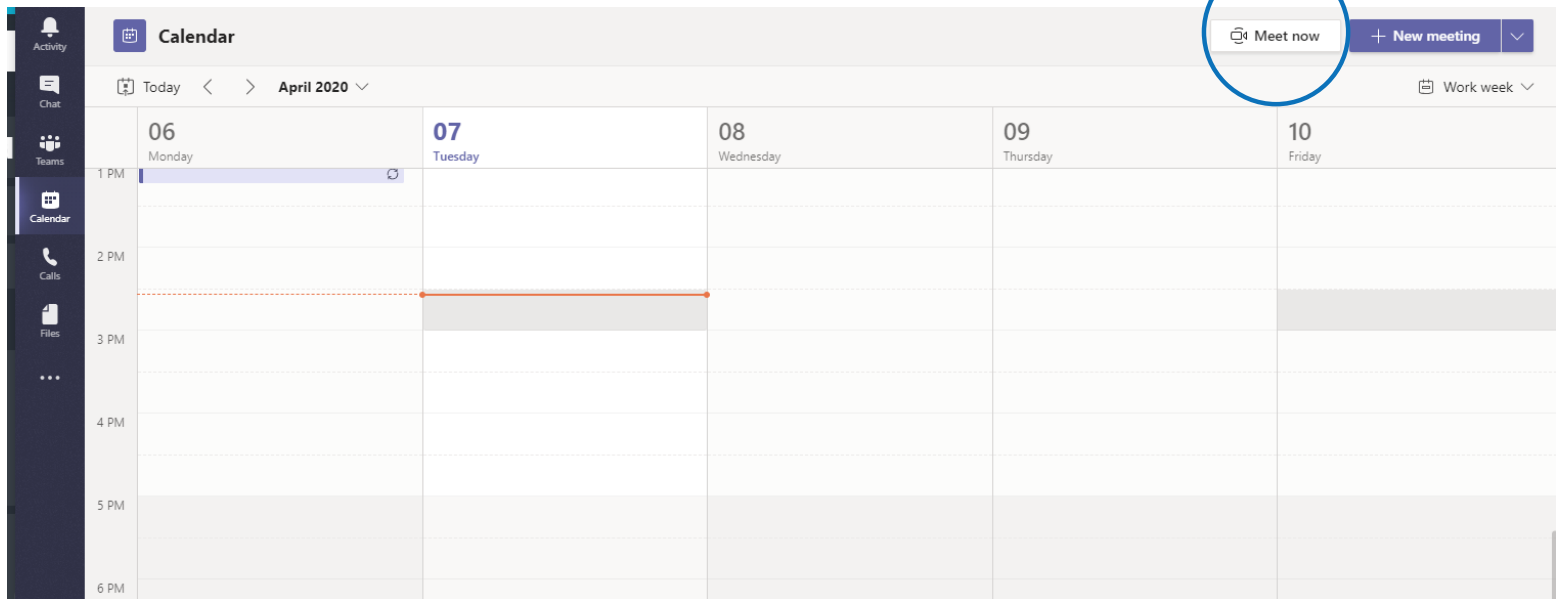 Activity
Chat
Teams
Calendar
Calls
Files
Calendar
Meet now
New meeting
Today
April 2020
Work week
06
Monday
07
Tuesday
08
Wednesday
09
Thursday
10
Friday
1 PM
2 PM
3 PM
4 PM
5 PM
6 PM